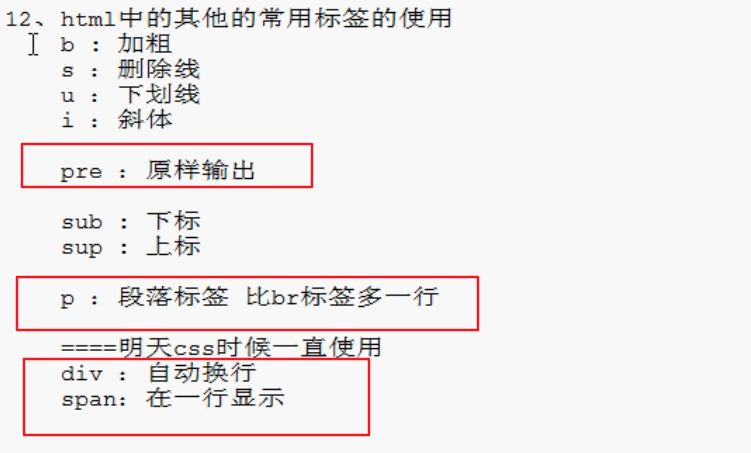 12、html中的其他的常用标签的使用
b : 加粗
s : 删除线
u : 下划线
i : 斜体
pre : 原样输出
sub : 下标
sup : 上标
p : 段落标签 比br标签多一行
====明天css时候一直使用
div : 自动换行
span: 在一行显示